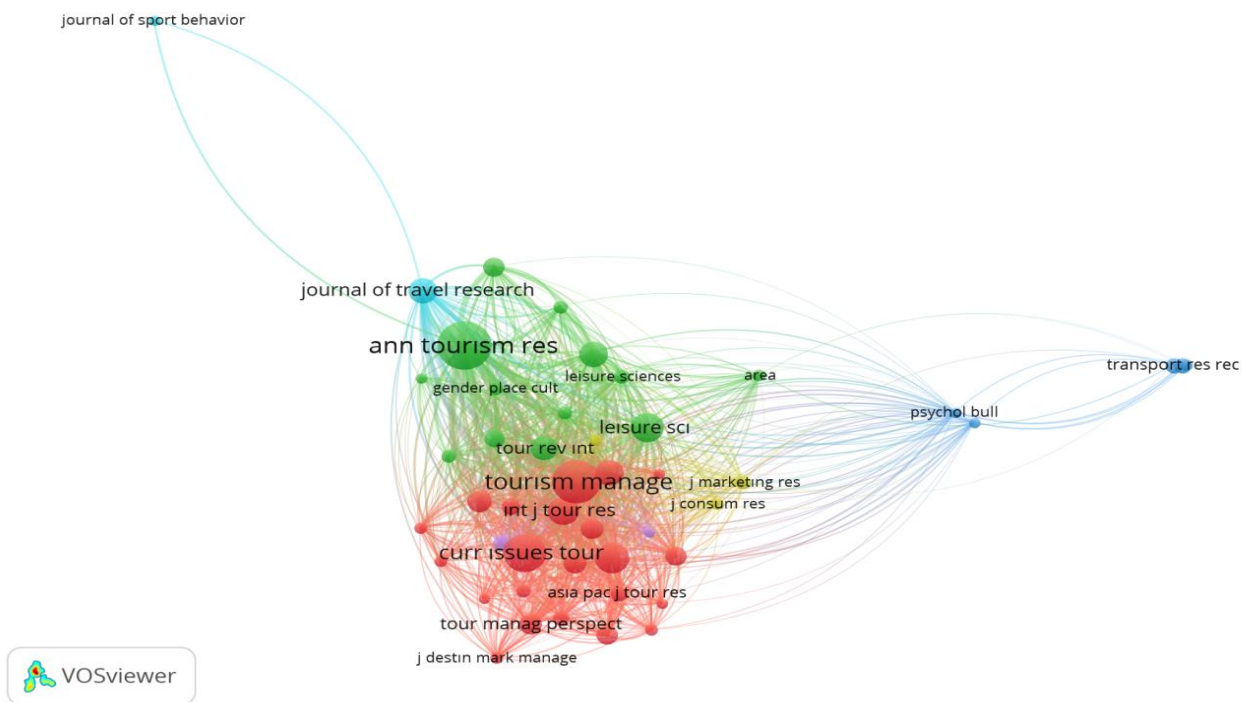 journal of sport behavior
journal of travel research
ann tourism res
transport res rec
leisure sciences
area
gender place cult
psychol bull
leisure sci
tour rev int
tourism manage
j marketing res
j consum res
int j tour res
curr issues tour
asia pac j tour res
tour manag perspect
j destin mark manage
VOSviewer